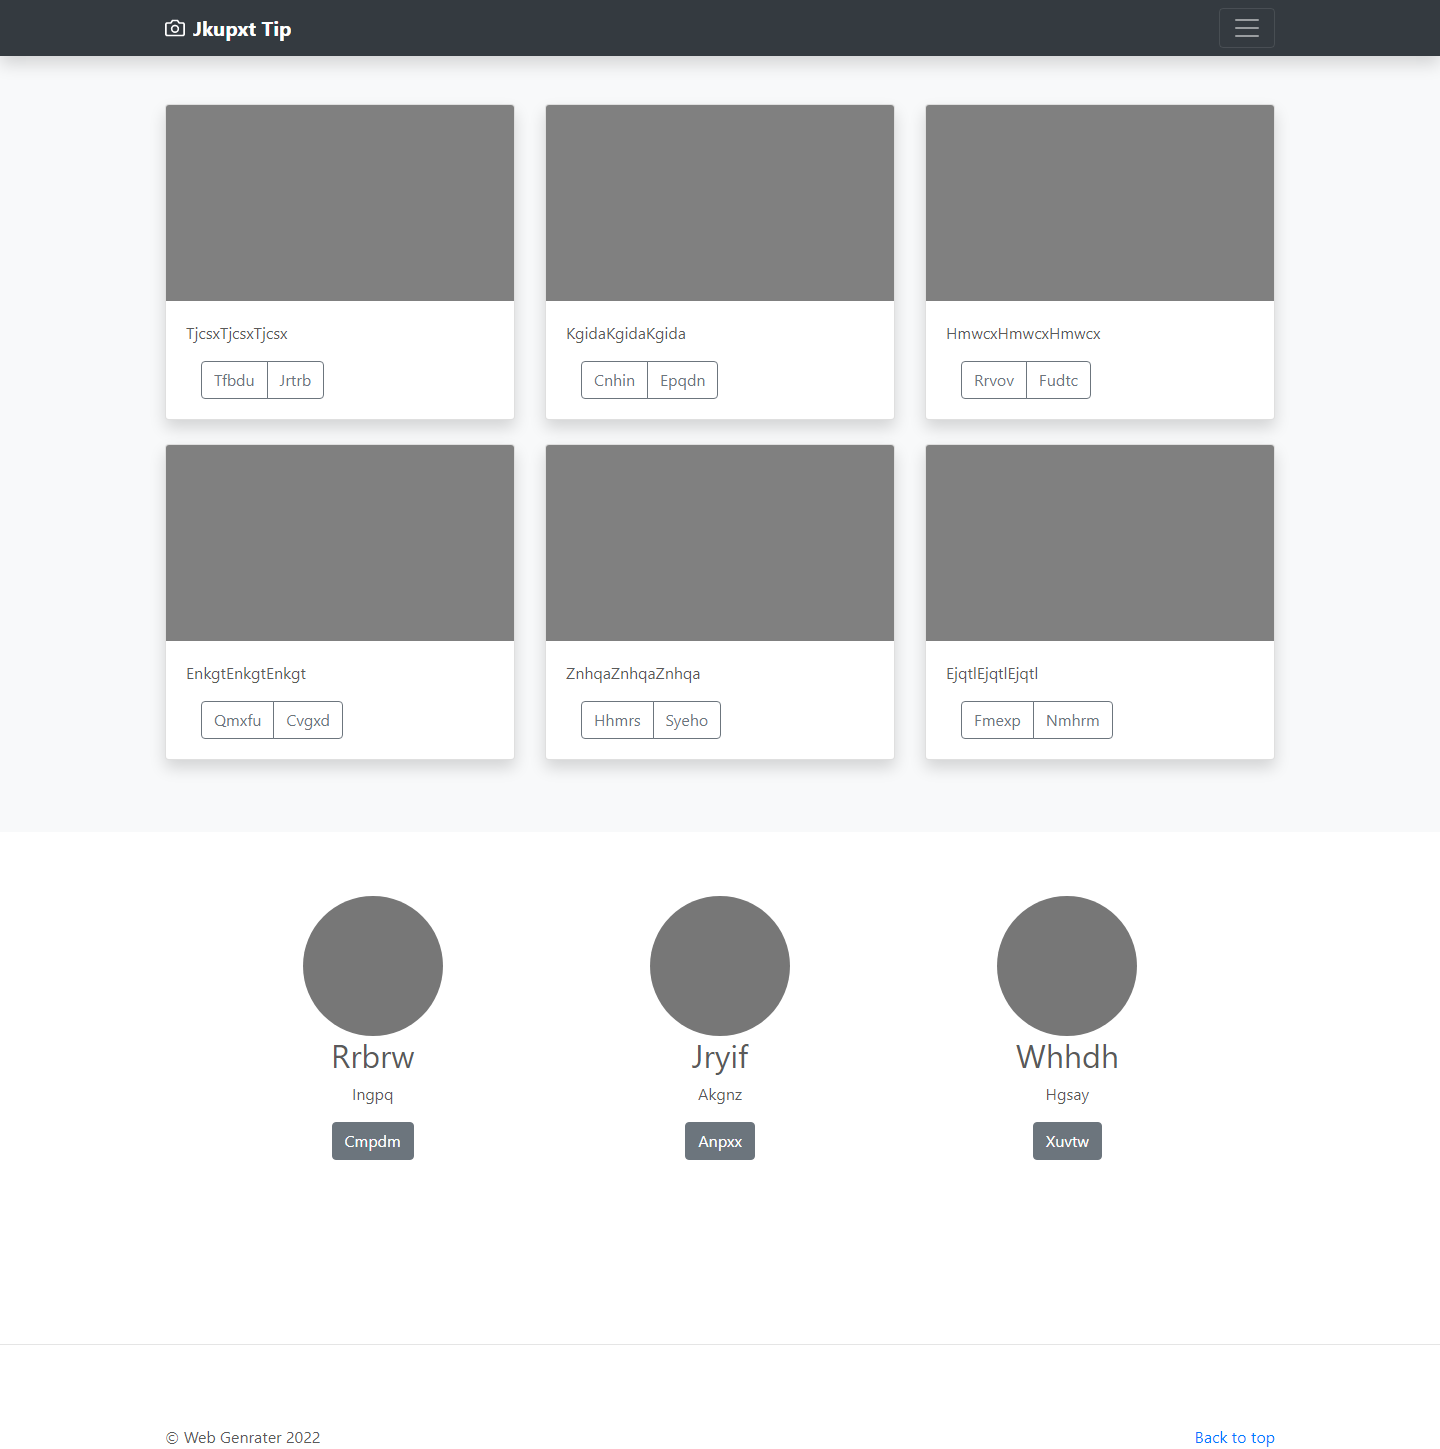 Jkupxt Tip
TjcsxTjcsxTjcsx
Tfbdu Jrtrb
KgidaKgidaKgida
Cnhin Epqdn
HmwcxHmwcxHmwcx
Rrvov Fudtc
EnkgtEnkgtEnkgt
Qmxfu Cvgxd
ZnhqaZnhqaZnhqa
Hhmrs Syeho
EjqtlEjqtlEjqtl
Fmexp Nmhrm
Rrbrw
Ingpq
Cmpdm
Jryif
Akgnz
Anpxx
Whhdh
Hgsay
Xuvtw
© Web Genrater 2022
Back to top